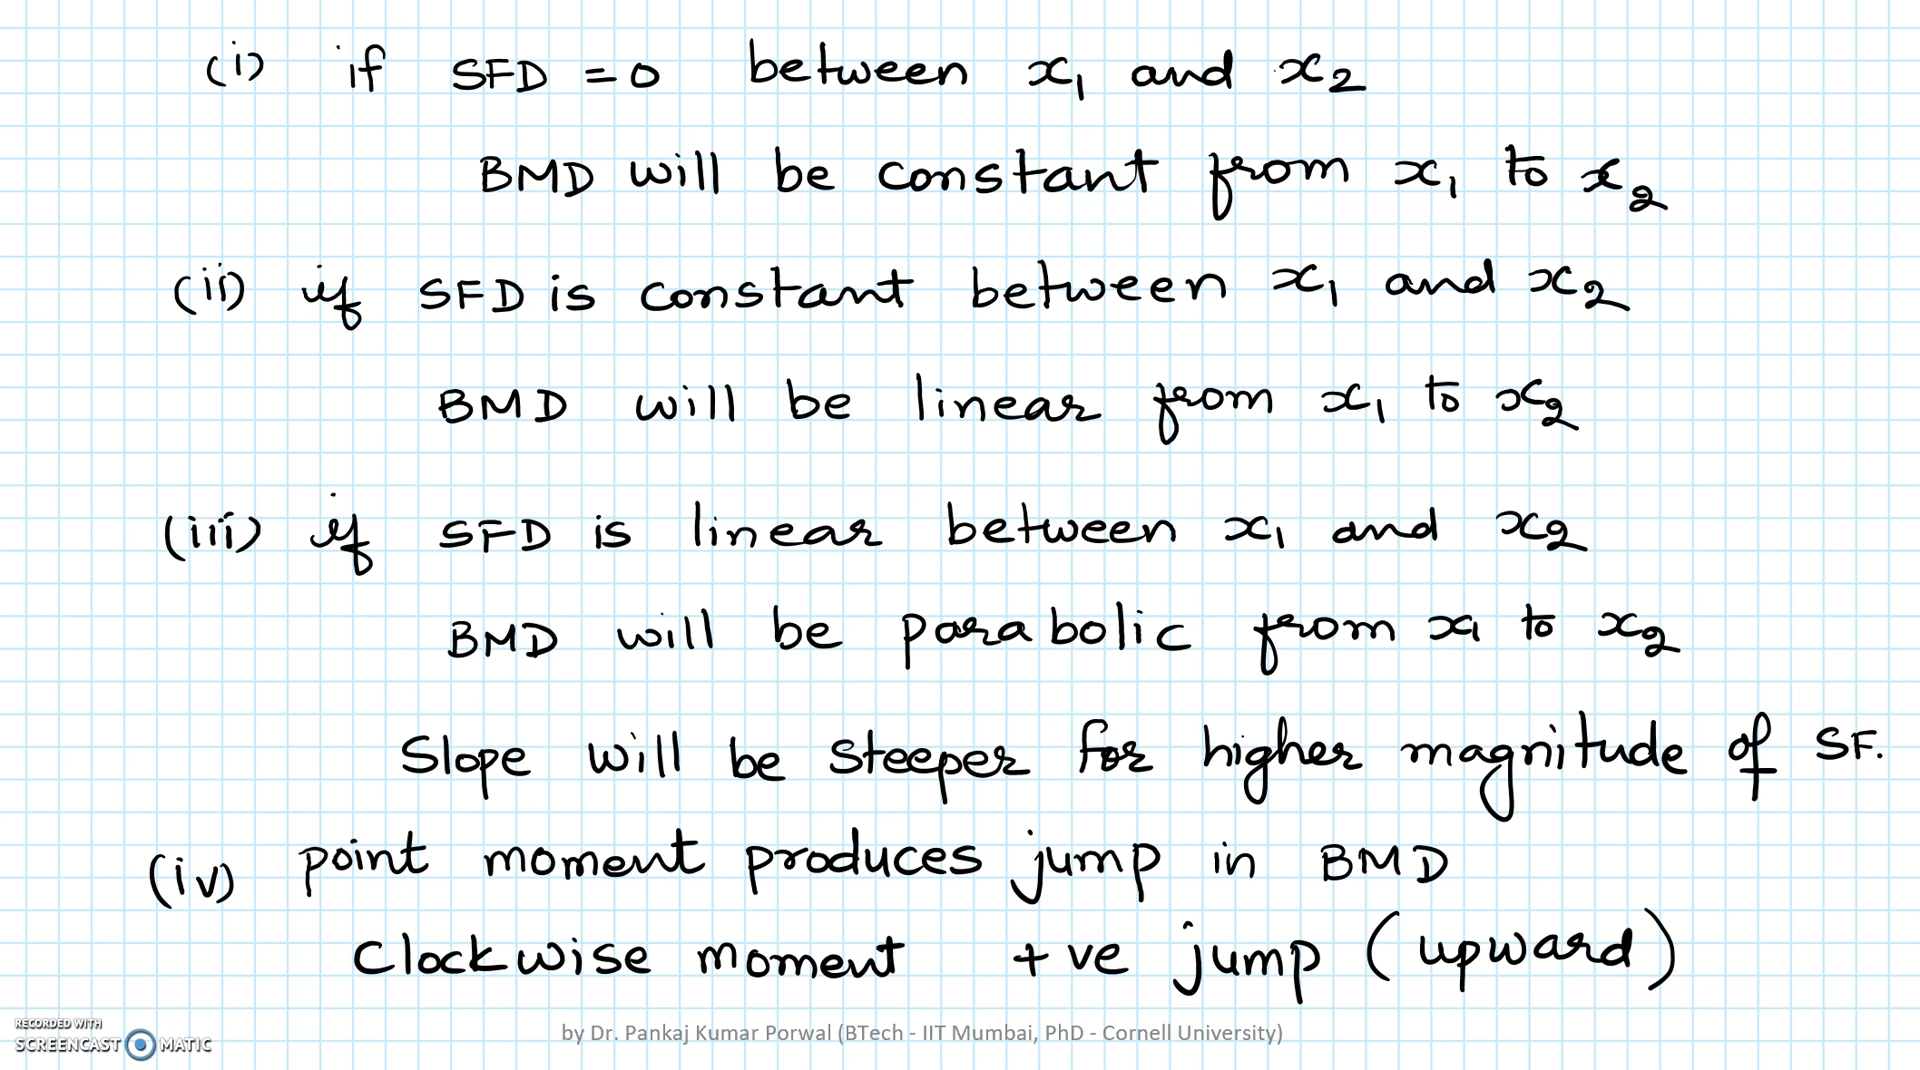 (i) if SFD = 0 between x₁ and x₂
BMD will be constant from x₁ to x₂
(ii) if SFD is constant between x₁ and x₂
BMD will be linear from x₁ to x₂
(iii) if SFD is linear between x₁ and x₂
BMD will be parabolic from x₁ to x₂
Slope will be steeper for higher magnitude of SF.
(iv) point moment produces jump in BMD
Clockwise moment +ve jump (upward)
RECORDED WITH
SCREENCAST MATIC
by Dr. Pankaj Kumar Porwal (BTech - IIT Mumbai, PhD - Cornell University)